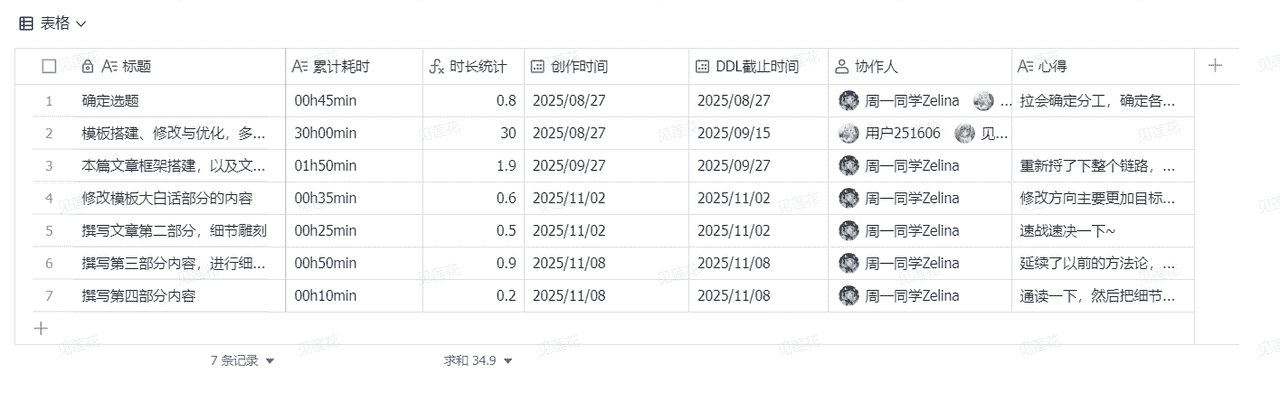 表格
标题 累计耗时 时长统计 创作时间 DDL截止时间 协作人 心得
1 确定选题 00h45min 0.8 2025/08/27 2025/08/27 周一同学Zelina ... 拉会确定分工，确定各...
2 模板搭建、修改与优化，多... 30h00min 30 2025/08/27 2025/09/15 用户251606 见...
3 本篇文章框架搭建，以及文... 01h50min 1.9 2025/09/27 2025/09/27 周一同学Zelina 重新捋了下整个链路，...
4 修改模板大白话部分的内容 00h35min 0.6 2025/11/02 2025/11/02 周一同学Zelina 修改方向主要更加目标...
5 撰写文章第二部分，细节雕刻 00h25min 0.5 2025/11/02 2025/11/02 周一同学Zelina 速战速决一下~
6 撰写第三部分内容，进行细... 00h50min 0.9 2025/11/08 2025/11/08 周一同学Zelina 延续了以前的方法论，...
7 撰写第四部分内容 00h10min 0.2 2025/11/08 2025/11/08 周一同学Zelina 通读一下，然后把细节...
7 条记录 求和 34.9
见莲花